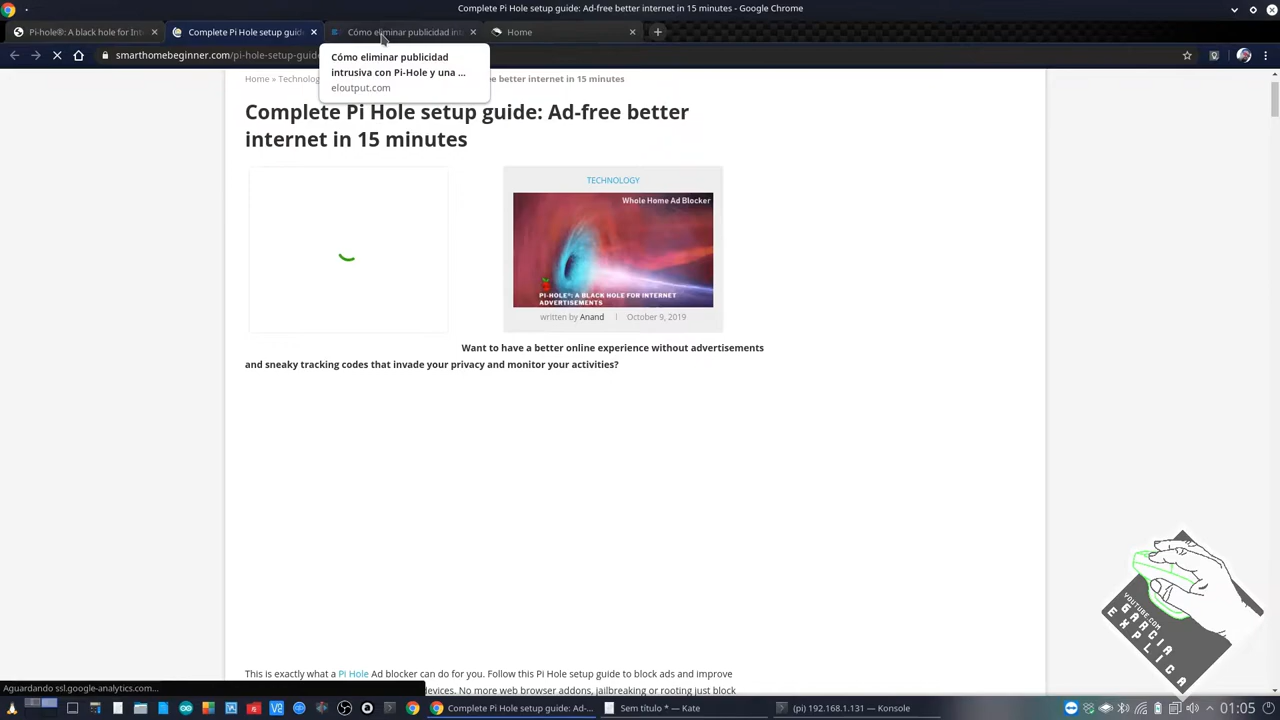 Complete Pi Hole setup guide: Ad-free better internet in 15 minutes - Google Chrome
Pi-hole®: A black hole for Int
Complete Pi Hole setup guid
Cómo eliminar publicidad int
Home
smarthomebeginner.com/pi-hole-setup-guid
Cómo eliminar publicidad
intrusiva con Pi-Hole y una ...
eloutput.com
Home » Technolog
e better internet in 15 minutes
Complete Pi Hole setup guide: Ad-free better
internet in 15 minutes
TECHNOLOGY
Whole Home Ad Blocker
PI-HOLE®: A BLACK HOLE FOR INTERNET
ADVERTISEMENTS
written by Anand
October 9, 2019
Want to have a better online experience without advertisements
and sneaky tracking codes that invade your privacy and monitor your activities?
This is exactly what a Pi Hole Ad blocker can do for you. Follow this Pi Hole setup guide to block ads and improve
devices. No more web browser addons, jailbreaking or rooting just block
Aguardando ssl.google-analytics.com...
YOUTUBE.COM
GARCIA
EXPLICA
Complete Pi Hole setup guide: Ad-...
Sem título * — Kate
(pi) 192.168.1.131 — Konsole
01:05